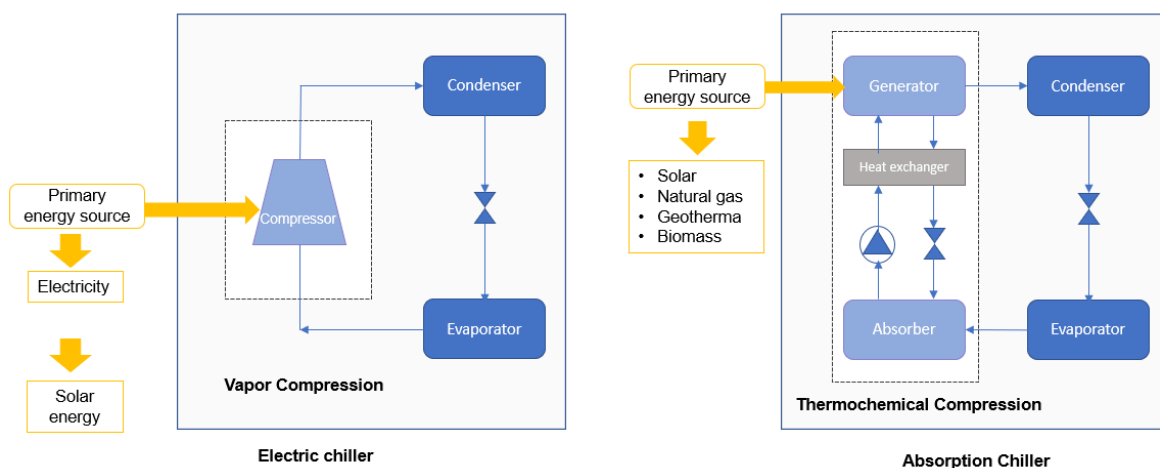 Primary
energy source
Electricity
Solar
energy
Compressor
Condenser
Evaporator
Vapor Compression
Electric chiller
Primary
energy source
• Solar
• Natural gas
• Geotherma
• Biomass
Generator
Heat exchanger
Absorber
Condenser
Evaporator
Thermochemical Compression
Absorption Chiller